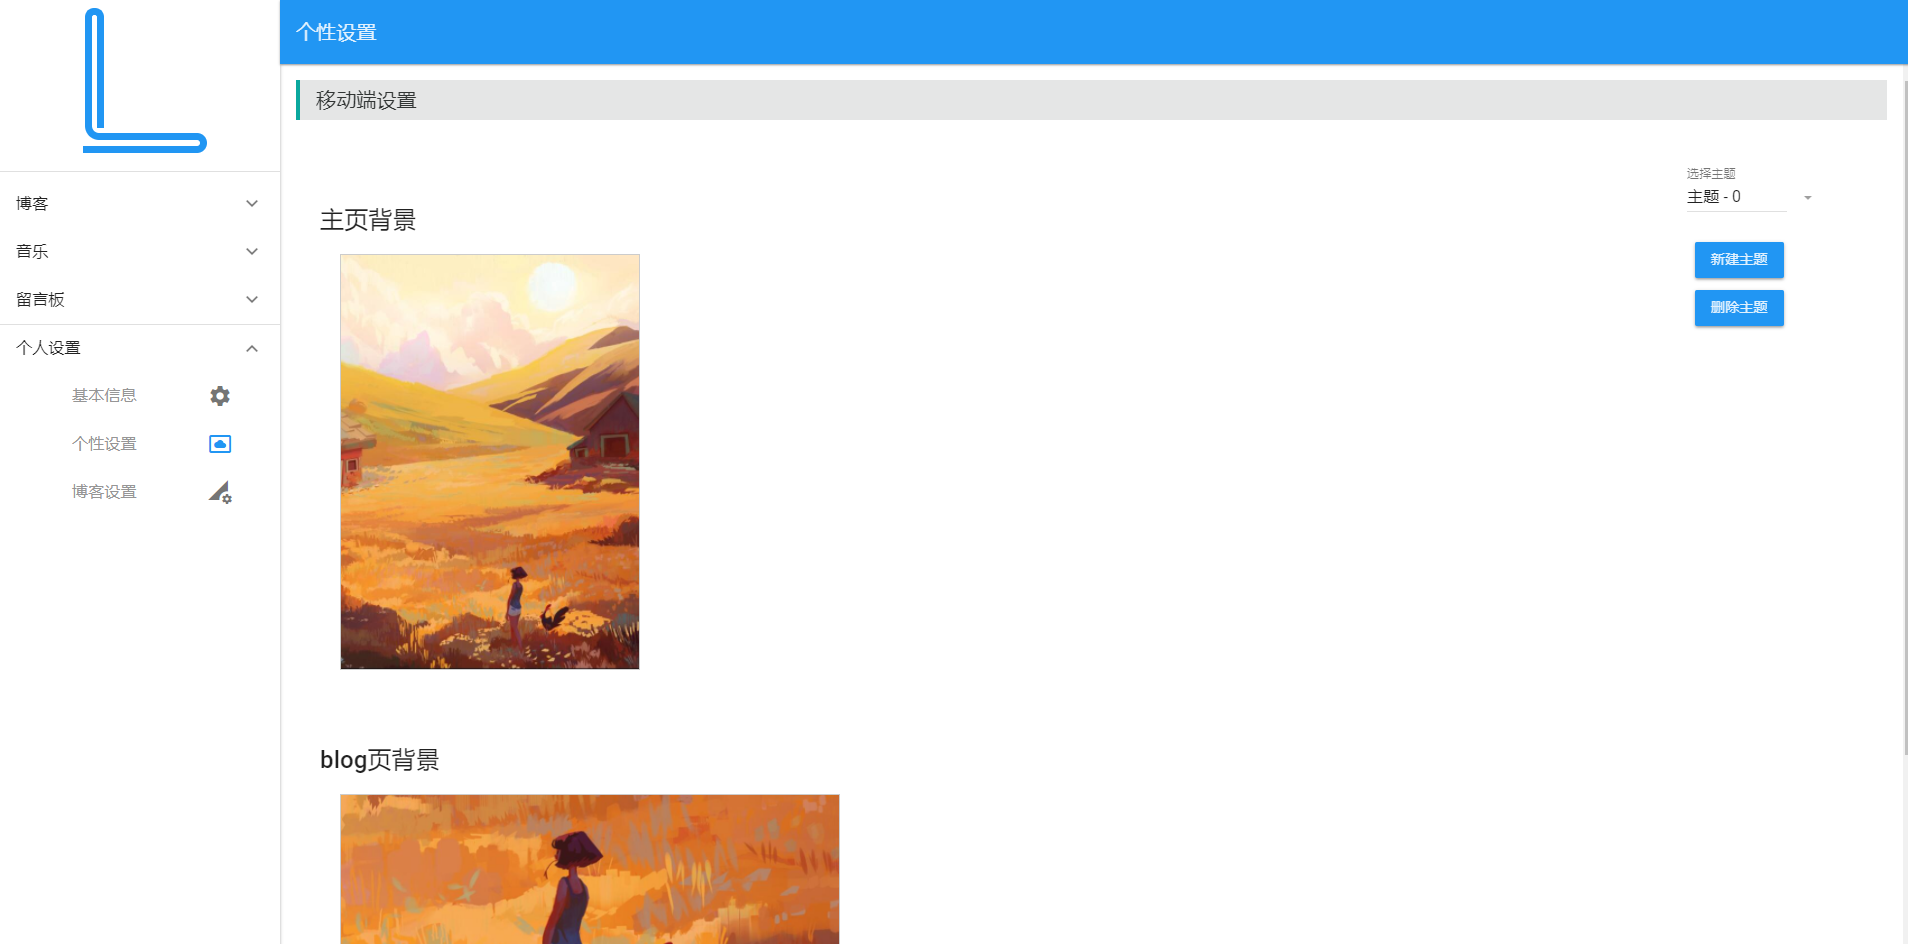 个性设置
移动端设置
博客
音乐
留言板
个人设置
基本信息
个性设置
博客设置
选择主题
主题 - 0
新建主题
删除主题
主页背景
blog页背景